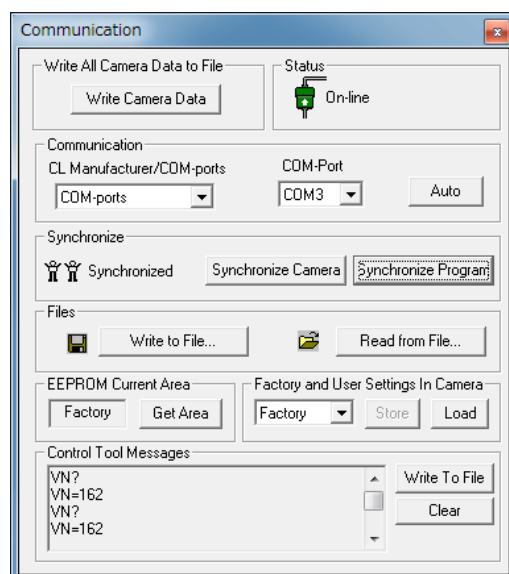 Communication
Write All Camera Data to File
Write Camera Data
Status
On-line
Communication
CL Manufacturer/COM-ports
COM-ports
COM-Port
COM3
Auto
Synchronize
Synchronized
Synchronize Camera
Synchronize Program
Files
Write to File...
Read from File...
EEPROM Current Area
Factory
Get Area
Factory and User Settings In Camera
Factory
Store
Load
Control Tool Messages
VN?
VN=162
VN?
VN=162
Write To File
Clear